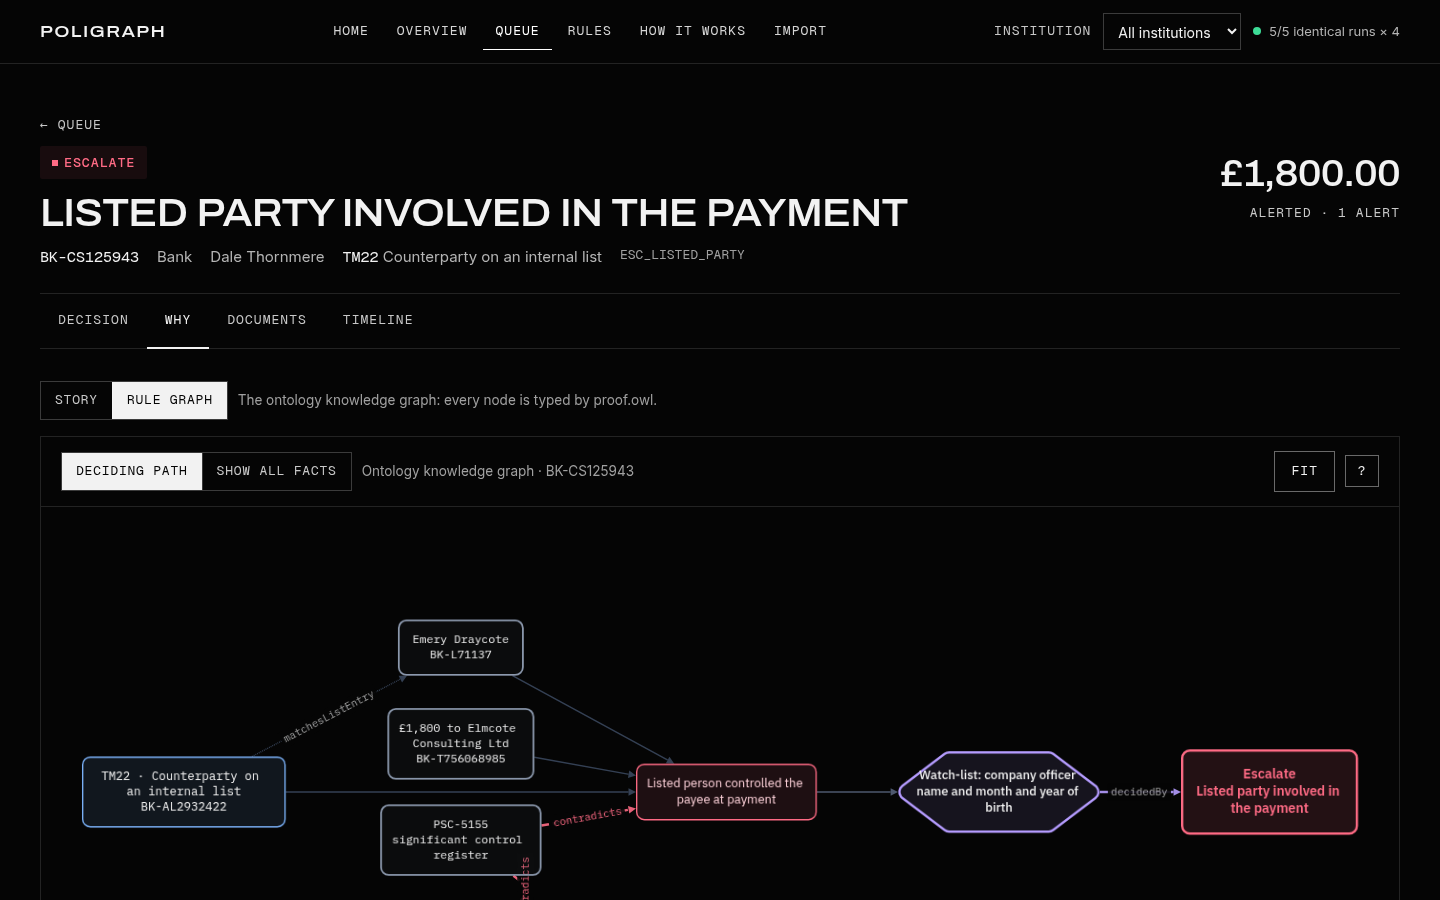 POLIGRAPH
HOME OVERVIEW QUEUE RULES HOW IT WORKS IMPORT
INSTITUTION All institutions 5/5 identical runs × 4
← QUEUE
ESCALATE
£1,800.00
LISTED PARTY INVOLVED IN THE PAYMENT
ALERTED · 1 ALERT
BK-CS125943 Bank Dale Thornmere TM22 Counterparty on an internal list ESC_LISTED_PARTY
DECISION WHY DOCUMENTS TIMELINE
STORY RULE GRAPH The ontology knowledge graph: every node is typed by proof.owl.
DECIDING PATH SHOW ALL FACTS Ontology knowledge graph · BK-CS125943 FIT ?
Emery Draycote
BK-L71137
matchesListEntry
£1,800 to Elmcote
Consulting Ltd
BK-T756068985
TM22 · Counterparty on
an internal list
BK-AL2932422
Listed person controlled the
payee at payment
Watch-list: company officer
name and month and year of
birth
decidedBy
Escalate
Listed party involved in
the payment
contradicts
PSC-5155
significant control
register